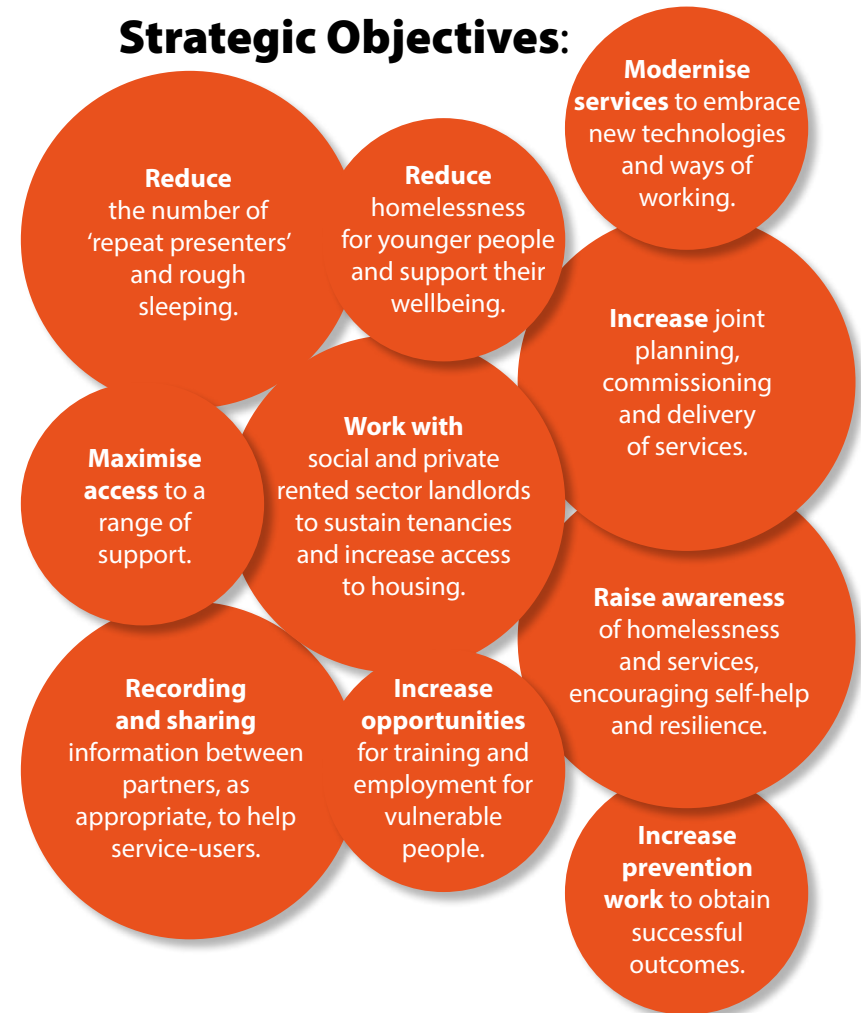 Strategic Objectives:
Modernise
services to embrace
new technologies
and ways of
working.
Reduce
the number of
‘repeat presenters’
and rough
sleeping.
Reduce
homelessness
for younger people
and support their
wellbeing.
Increase joint
planning,
commissioning
and delivery
of services.
Maximise
access to a
range of
support.
Work with
social and private
rented sector landlords
to sustain tenancies
and increase access
to housing.
Raise awareness
of homelessness
and services,
encouraging self-help
and resilience.
Recording
and sharing
information between
partners, as
appropriate, to help
service-users.
Increase
opportunities
for training and
employment for
vulnerable
people.
Increase
prevention
work to obtain
successful
outcomes.